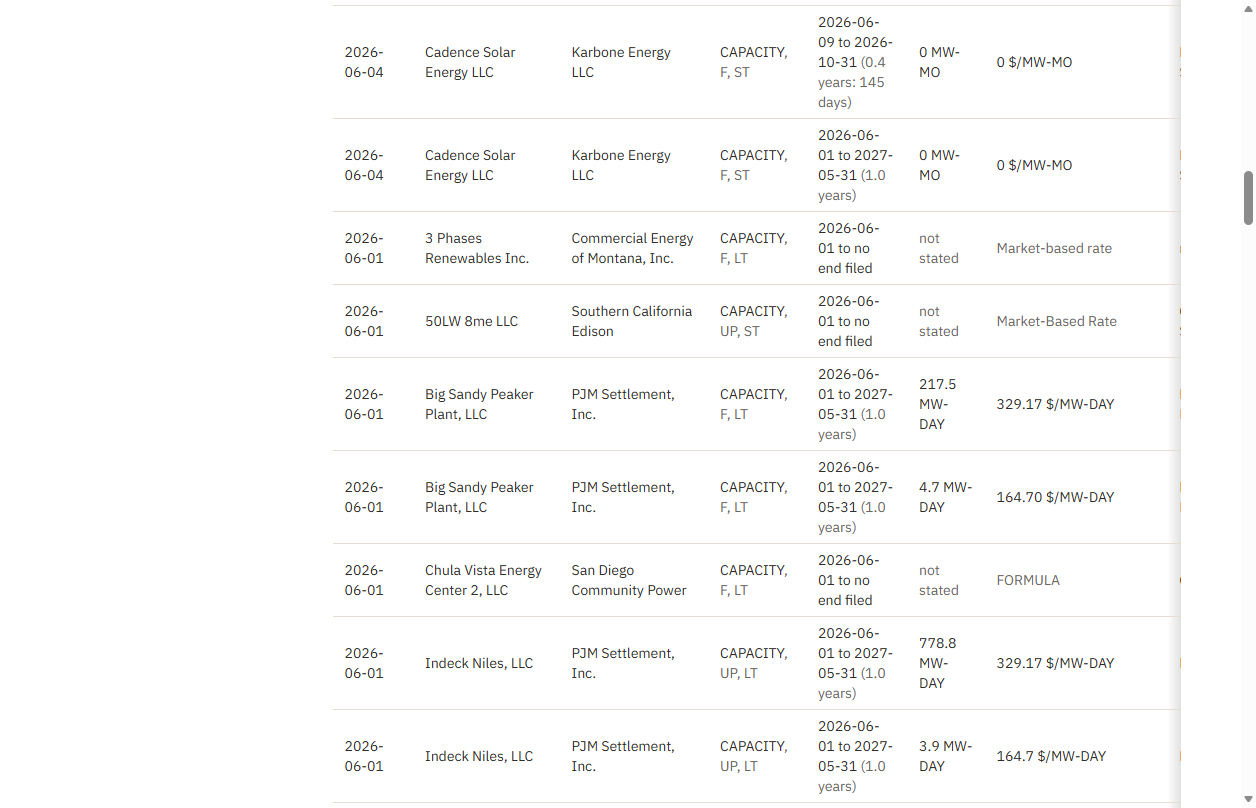 2026-06-04 Cadence Solar Energy LLC Karbone Energy LLC CAPACITY, F, ST 2026-06-09 to 2026-10-31 (0.4 years: 145 days) 0 MW-MO 0 $/MW-MO
2026-06-04 Cadence Solar Energy LLC Karbone Energy LLC CAPACITY, F, ST 2026-06-01 to 2027-05-31 (1.0 years) 0 MW-MO 0 $/MW-MO
2026-06-01 3 Phases Renewables Inc. Commercial Energy of Montana, Inc. CAPACITY, F, LT 2026-06-01 to no end filed not stated Market-based rate
2026-06-01 50LW 8me LLC Southern California Edison CAPACITY, UP, ST 2026-06-01 to no end filed not stated Market-Based Rate
2026-06-01 Big Sandy Peaker Plant, LLC PJM Settlement, Inc. CAPACITY, F, LT 2026-06-01 to 2027-05-31 (1.0 years) 217.5 MW-DAY 329.17 $/MW-DAY
2026-06-01 Big Sandy Peaker Plant, LLC PJM Settlement, Inc. CAPACITY, F, LT 2026-06-01 to 2027-05-31 (1.0 years) 4.7 MW-DAY 164.70 $/MW-DAY
2026-06-01 Chula Vista Energy Center 2, LLC San Diego Community Power CAPACITY, F, LT 2026-06-01 to no end filed not stated FORMULA
2026-06-01 Indeck Niles, LLC PJM Settlement, Inc. CAPACITY, UP, LT 2026-06-01 to 2027-05-31 (1.0 years) 778.8 MW-DAY 329.17 $/MW-DAY
2026-06-01 Indeck Niles, LLC PJM Settlement, Inc. CAPACITY, UP, LT 2026-06-01 to 2027-05-31 (1.0 years) 3.9 MW-DAY 164.7 $/MW-DAY